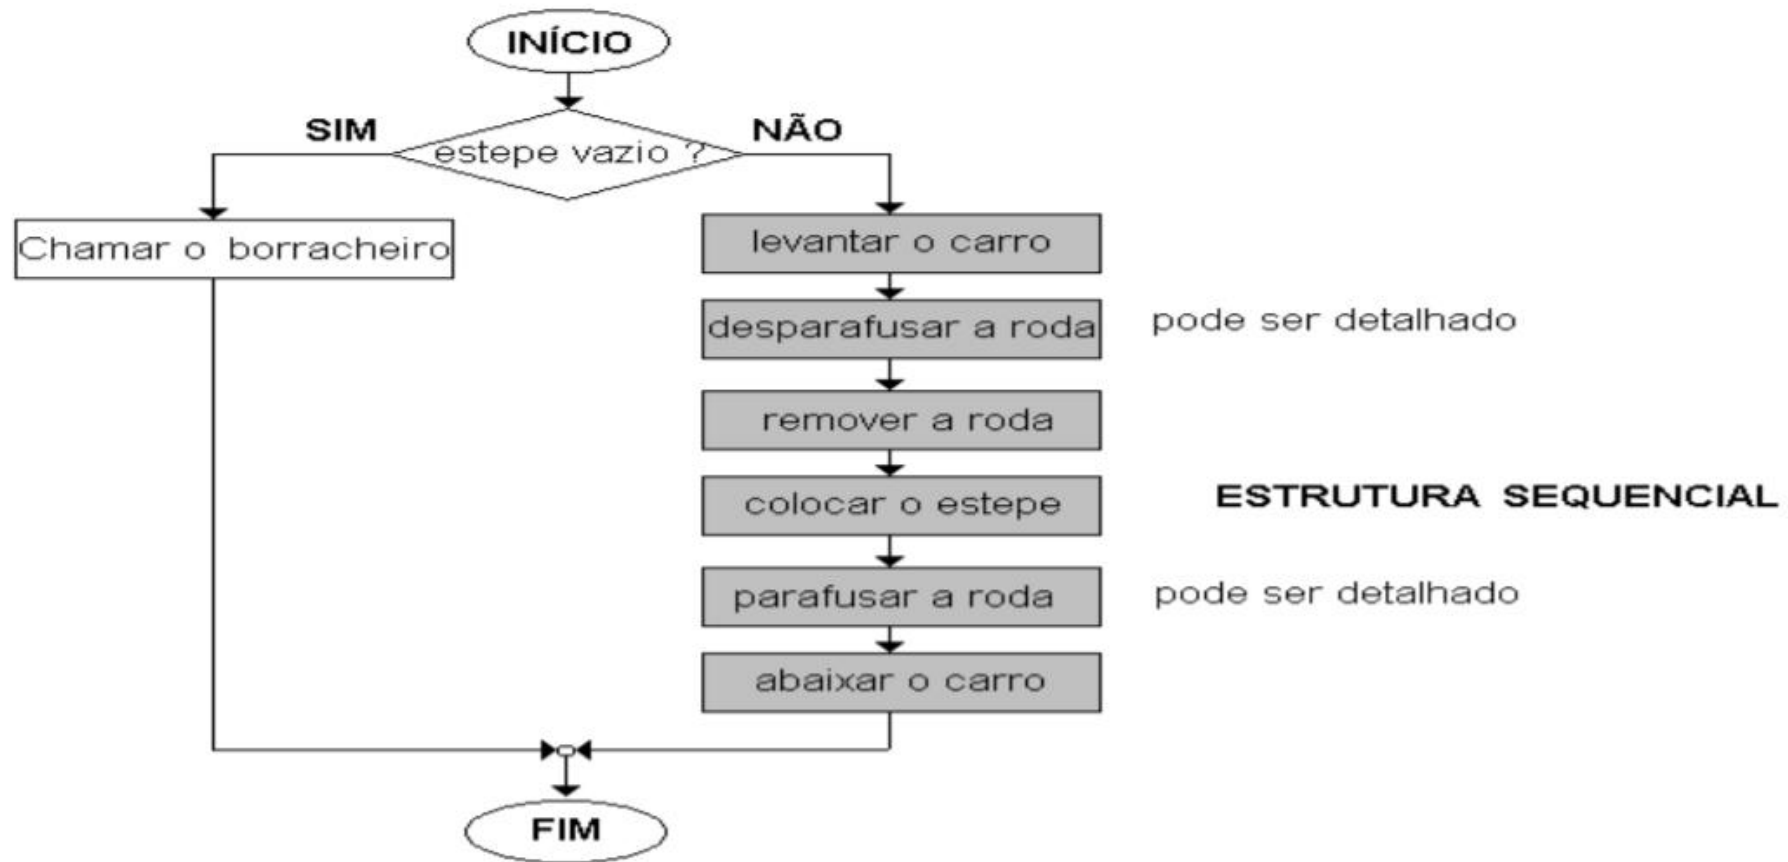 INÍCIO
SIM
NÃO
estepe vazio ?
Chamar o borracheiro
levantar o carro
desparafusar a roda
pode ser detalhado
remover a roda
colocar o estepe
ESTRUTURA SEQUENCIAL
parafusar a roda
pode ser detalhado
abaixar o carro
FIM